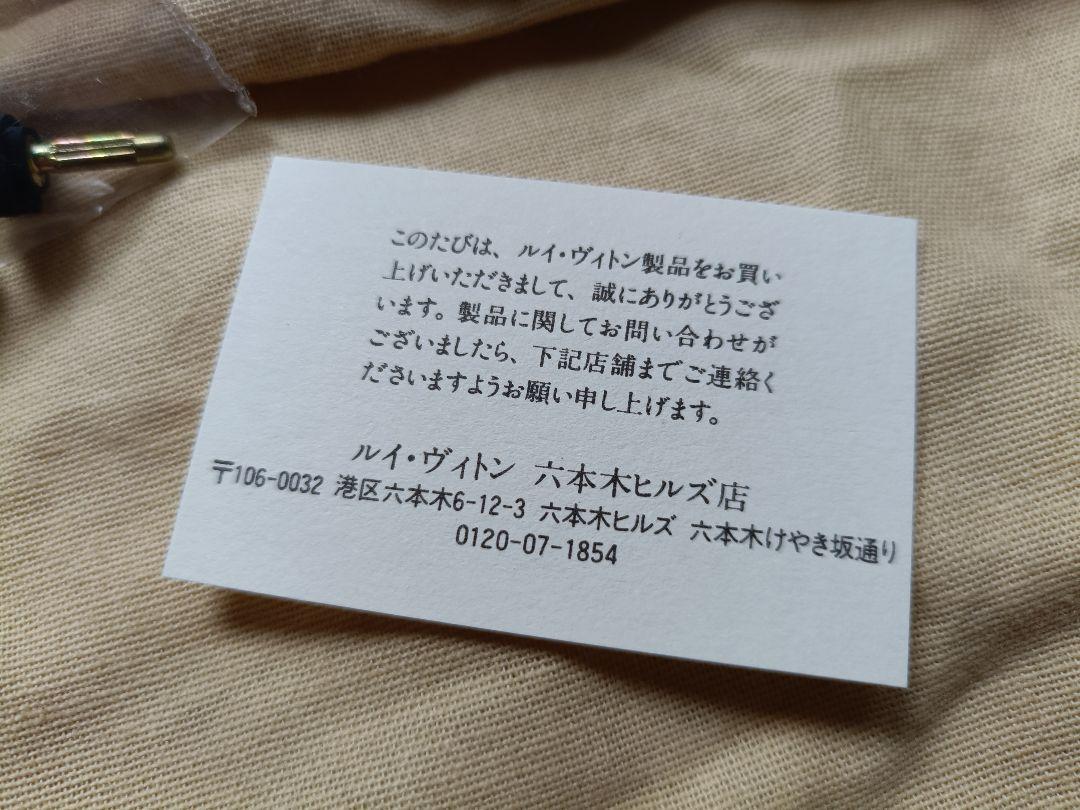 このたびは、ルイ・ヴィトン製品をお買い
上げいただきまして、誠にありがとうござ
います。製品に関してお問い合わせが
ございましたら、下記店舗までご連絡く
ださいますようお願い申し上げます。
ルイ・ヴィトン 六本木ヒルズ店
〒106-0032 港区六本木6-12-3 六本木ヒルズ 六本木けやき坂通り
0120-07-1854